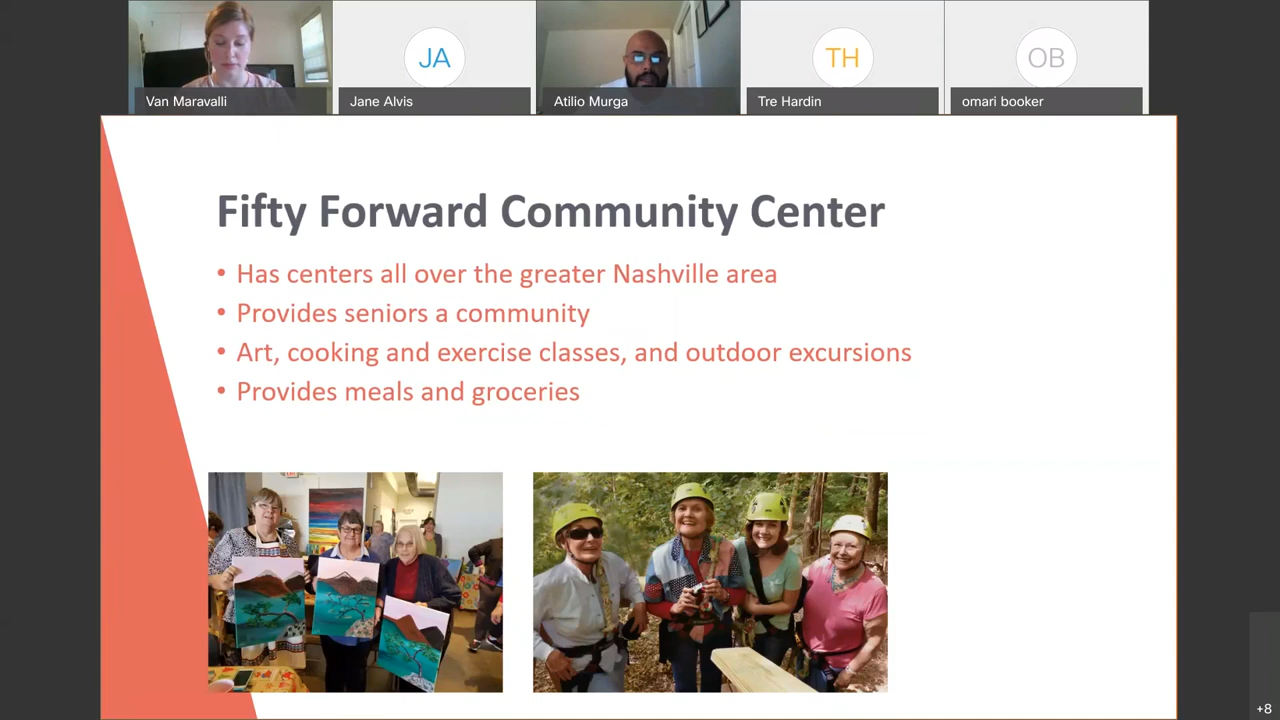 JA
TH
OB
Van Maravalli
Jane Alvis
Atilio Murga
Tre Hardin
omari booker
Fifty Forward Community Center
• Has centers all over the greater Nashville area
• Provides seniors a community
• Art, cooking and exercise classes, and outdoor excursions
• Provides meals and groceries
+8